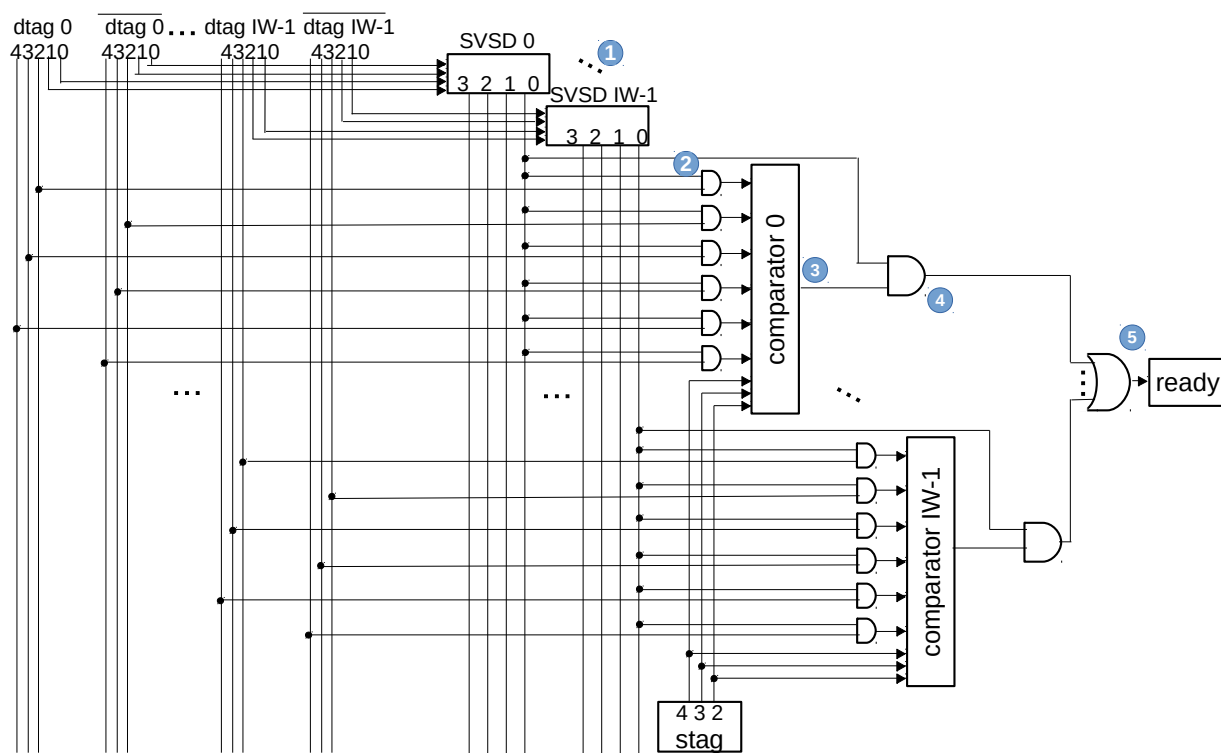 dtag 0 dtag 0 ... dtag IW-1 dtag IW-1
43210 43210 43210 43210
SVSD 0
3 2 1 0
1
SVSD IW-1
3 2 1 0
2
comparator 0
3
4
5
ready
...
...
comparator IW-1
4 3 2
stag